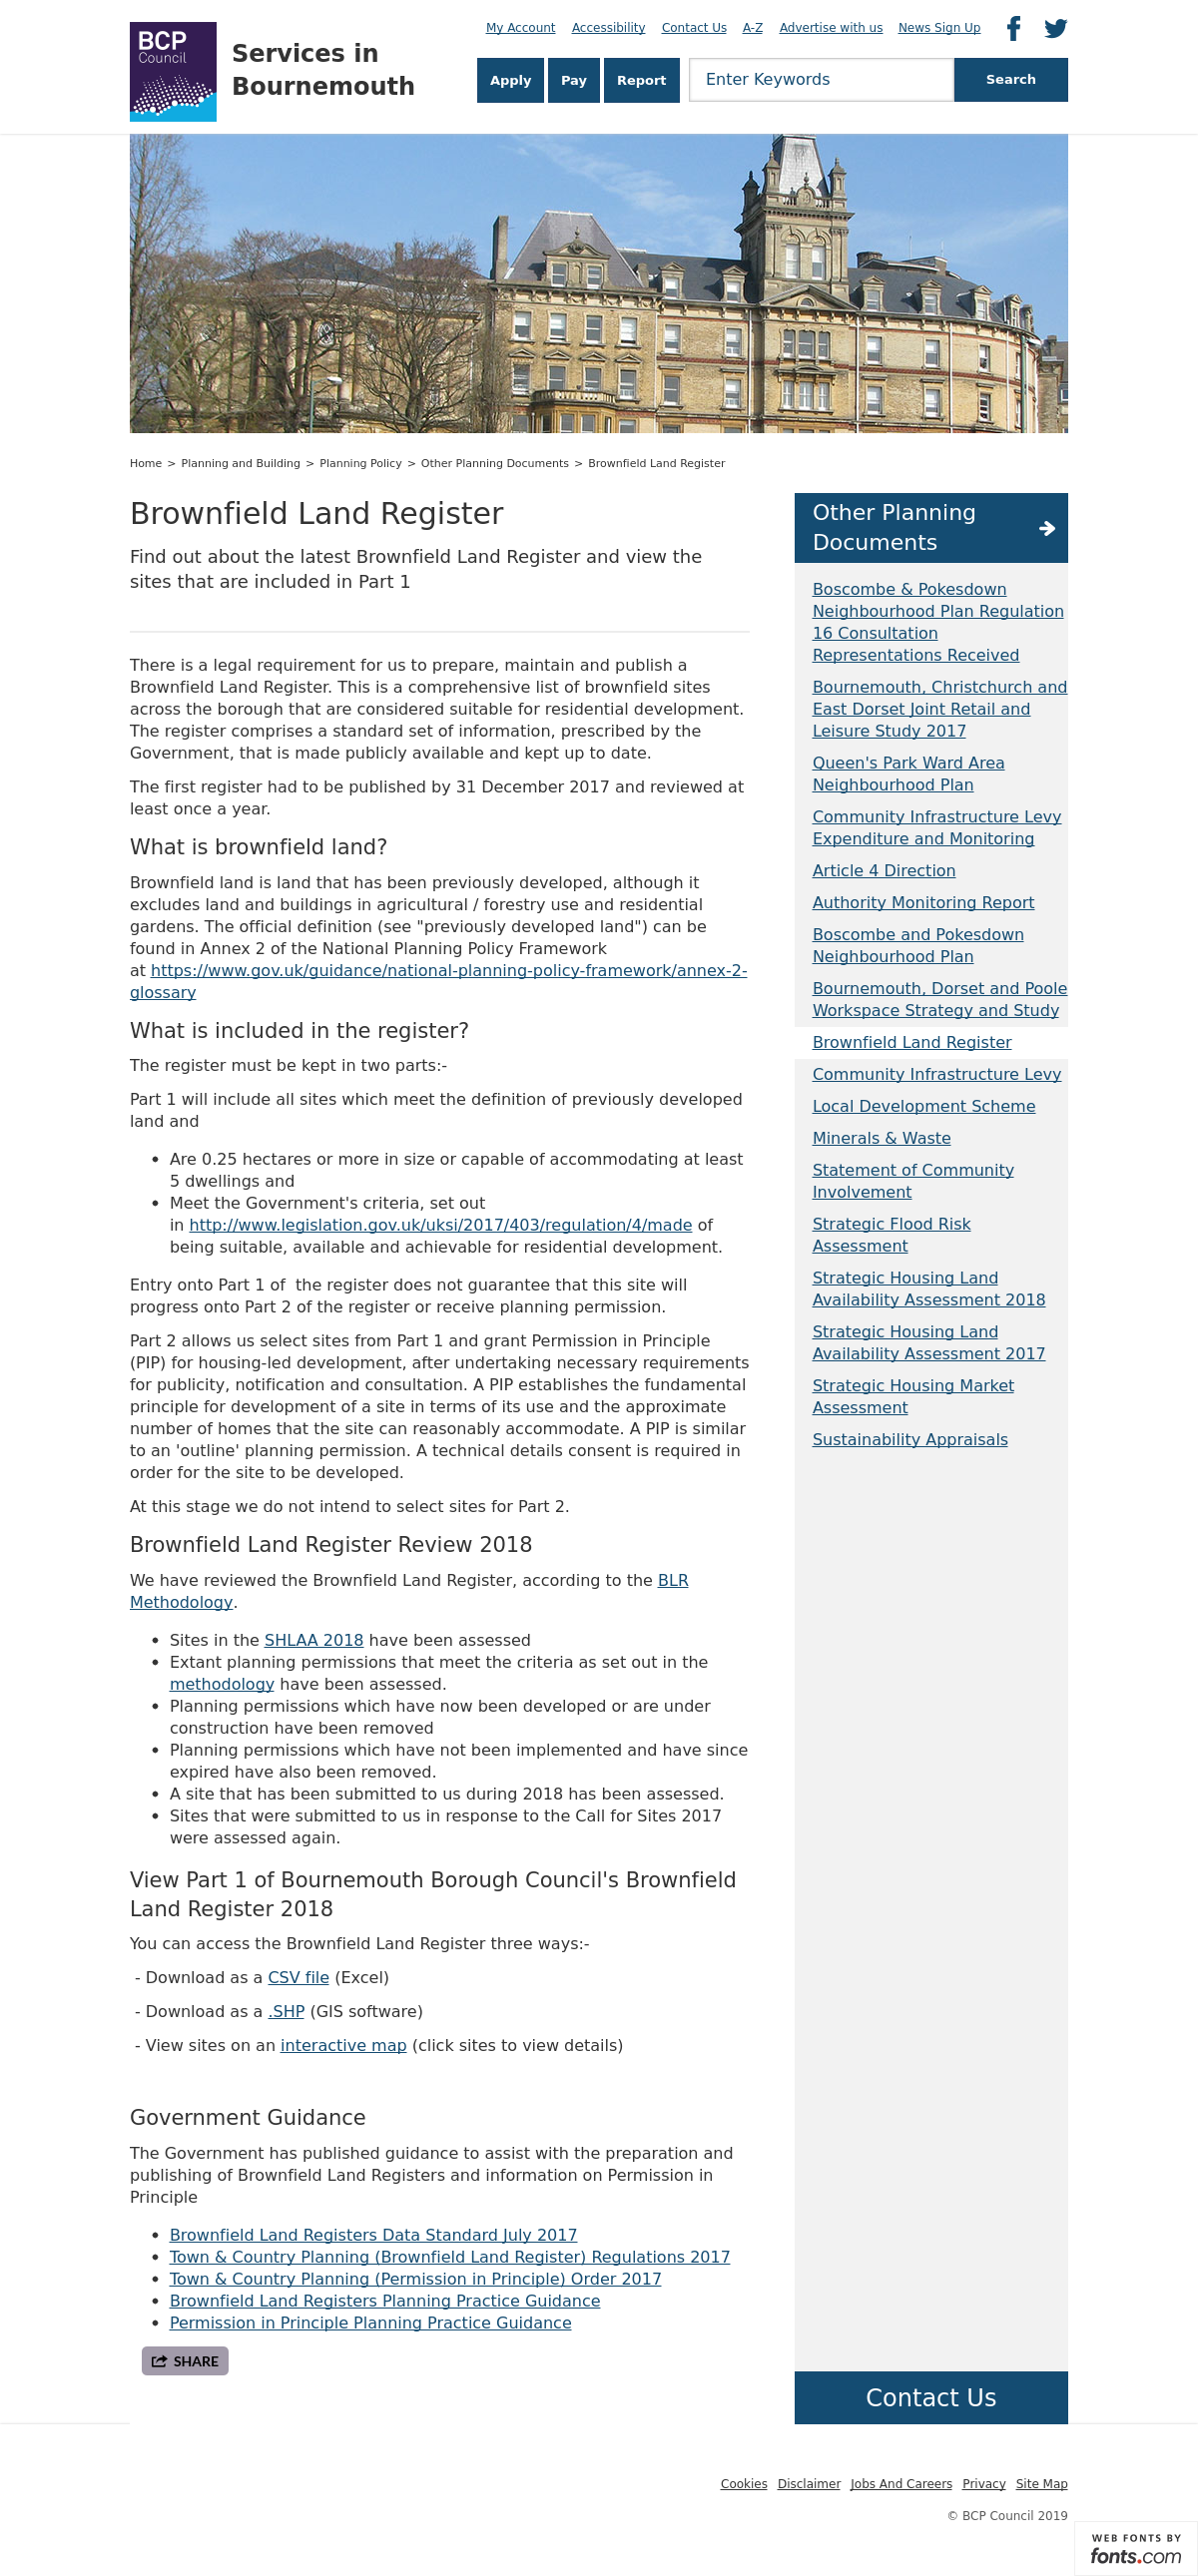 My Account Accessibility Contact Us A-Z Advertise with us News Sign Up
BCP
Council
Services in
Bournemouth
Apply Pay Report Enter Keywords Search
Home > Planning and Building > Planning Policy > Other Planning Documents > Brownfield Land Register
Brownfield Land Register
Find out about the latest Brownfield Land Register and view the
sites that are included in Part 1
There is a legal requirement for us to prepare, maintain and publish a
Brownfield Land Register. This is a comprehensive list of brownfield sites
across the borough that are considered suitable for residential development.
The register comprises a standard set of information, prescribed by the
Government, that is made publicly available and kept up to date.
The first register had to be published by 31 December 2017 and reviewed at
least once a year.
What is brownfield land?
Brownfield land is land that has been previously developed, although it
excludes land and buildings in agricultural / forestry use and residential
gardens. The official definition (see "previously developed land") can be
found in Annex 2 of the National Planning Policy Framework
at https://www.gov.uk/guidance/national-planning-policy-framework/annex-2-
glossary
What is included in the register?
The register must be kept in two parts:-
Part 1 will include all sites which meet the definition of previously developed
land and
• Are 0.25 hectares or more in size or capable of accommodating at least
5 dwellings and
• Meet the Government's criteria, set out
in http://www.legislation.gov.uk/uksi/2017/403/regulation/4/made of
being suitable, available and achievable for residential development.
Entry onto Part 1 of  the register does not guarantee that this site will
progress onto Part 2 of the register or receive planning permission.
Part 2 allows us select sites from Part 1 and grant Permission in Principle
(PIP) for housing-led development, after undertaking necessary requirements
for publicity, notification and consultation. A PIP establishes the fundamental
principle for development of a site in terms of its use and the approximate
number of homes that the site can reasonably accommodate. A PIP is similar
to an 'outline' planning permission. A technical details consent is required in
order for the site to be developed.
At this stage we do not intend to select sites for Part 2.
Brownfield Land Register Review 2018
We have reviewed the Brownfield Land Register, according to the BLR
Methodology.
• Sites in the SHLAA 2018 have been assessed
• Extant planning permissions that meet the criteria as set out in the
methodology have been assessed.
• Planning permissions which have now been developed or are under
construction have been removed
• Planning permissions which have not been implemented and have since
expired have also been removed.
• A site that has been submitted to us during 2018 has been assessed.
• Sites that were submitted to us in response to the Call for Sites 2017
were assessed again.
View Part 1 of Bournemouth Borough Council's Brownfield
Land Register 2018
You can access the Brownfield Land Register three ways:-
- Download as a CSV file (Excel)
- Download as a .SHP (GIS software)
- View sites on an interactive map (click sites to view details)
Government Guidance
The Government has published guidance to assist with the preparation and
publishing of Brownfield Land Registers and information on Permission in
Principle
• Brownfield Land Registers Data Standard July 2017
• Town & Country Planning (Brownfield Land Register) Regulations 2017
• Town & Country Planning (Permission in Principle) Order 2017
• Brownfield Land Registers Planning Practice Guidance
• Permission in Principle Planning Practice Guidance
SHARE
Other Planning
Documents
Boscombe & Pokesdown
Neighbourhood Plan Regulation
16 Consultation
Representations Received
Bournemouth, Christchurch and
East Dorset Joint Retail and
Leisure Study 2017
Queen's Park Ward Area
Neighbourhood Plan
Community Infrastructure Levy
Expenditure and Monitoring
Article 4 Direction
Authority Monitoring Report
Boscombe and Pokesdown
Neighbourhood Plan
Bournemouth, Dorset and Poole
Workspace Strategy and Study
Brownfield Land Register
Community Infrastructure Levy
Local Development Scheme
Minerals & Waste
Statement of Community
Involvement
Strategic Flood Risk
Assessment
Strategic Housing Land
Availability Assessment 2018
Strategic Housing Land
Availability Assessment 2017
Strategic Housing Market
Assessment
Sustainability Appraisals
Contact Us
Cookies Disclaimer Jobs And Careers Privacy Site Map
© BCP Council 2019
WEB FONTS BY
fonts.com